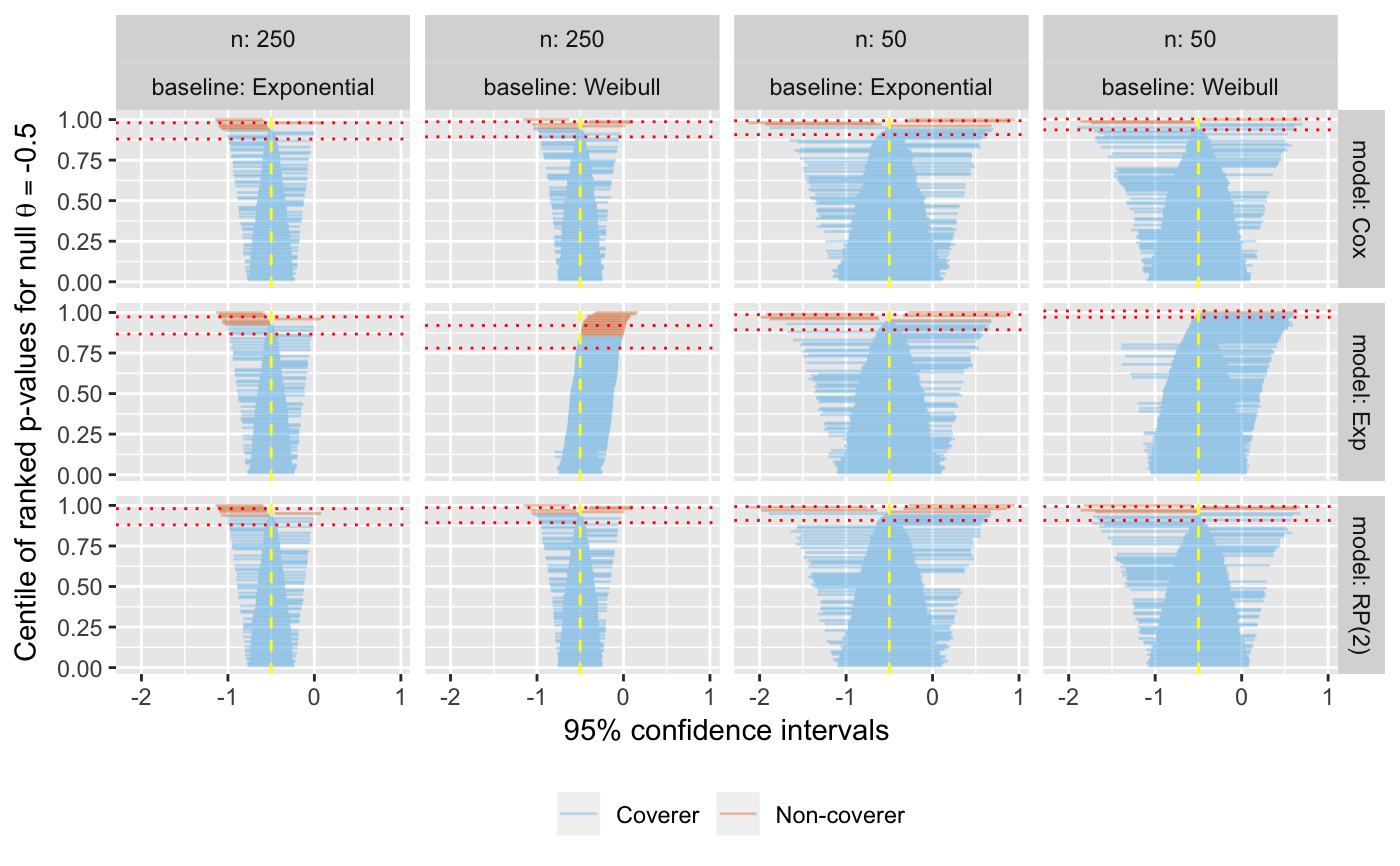 n: 250
n: 250
n: 50
n: 50
baseline: Exponential
baseline: Weibull
baseline: Exponential
baseline: Weibull
Centile of ranked p-values for null θ = -0.5
1.00
0.75
0.50
0.25
0.00
model: Cox
1.00
0.75
0.50
0.25
0.00
model: Exp
1.00
0.75
0.50
0.25
0.00
model: RP(2)
-2 -1 0 1
-2 -1 0 1
-2 -1 0 1
-2 -1 0 1
95% confidence intervals
Coverer
Non-coverer